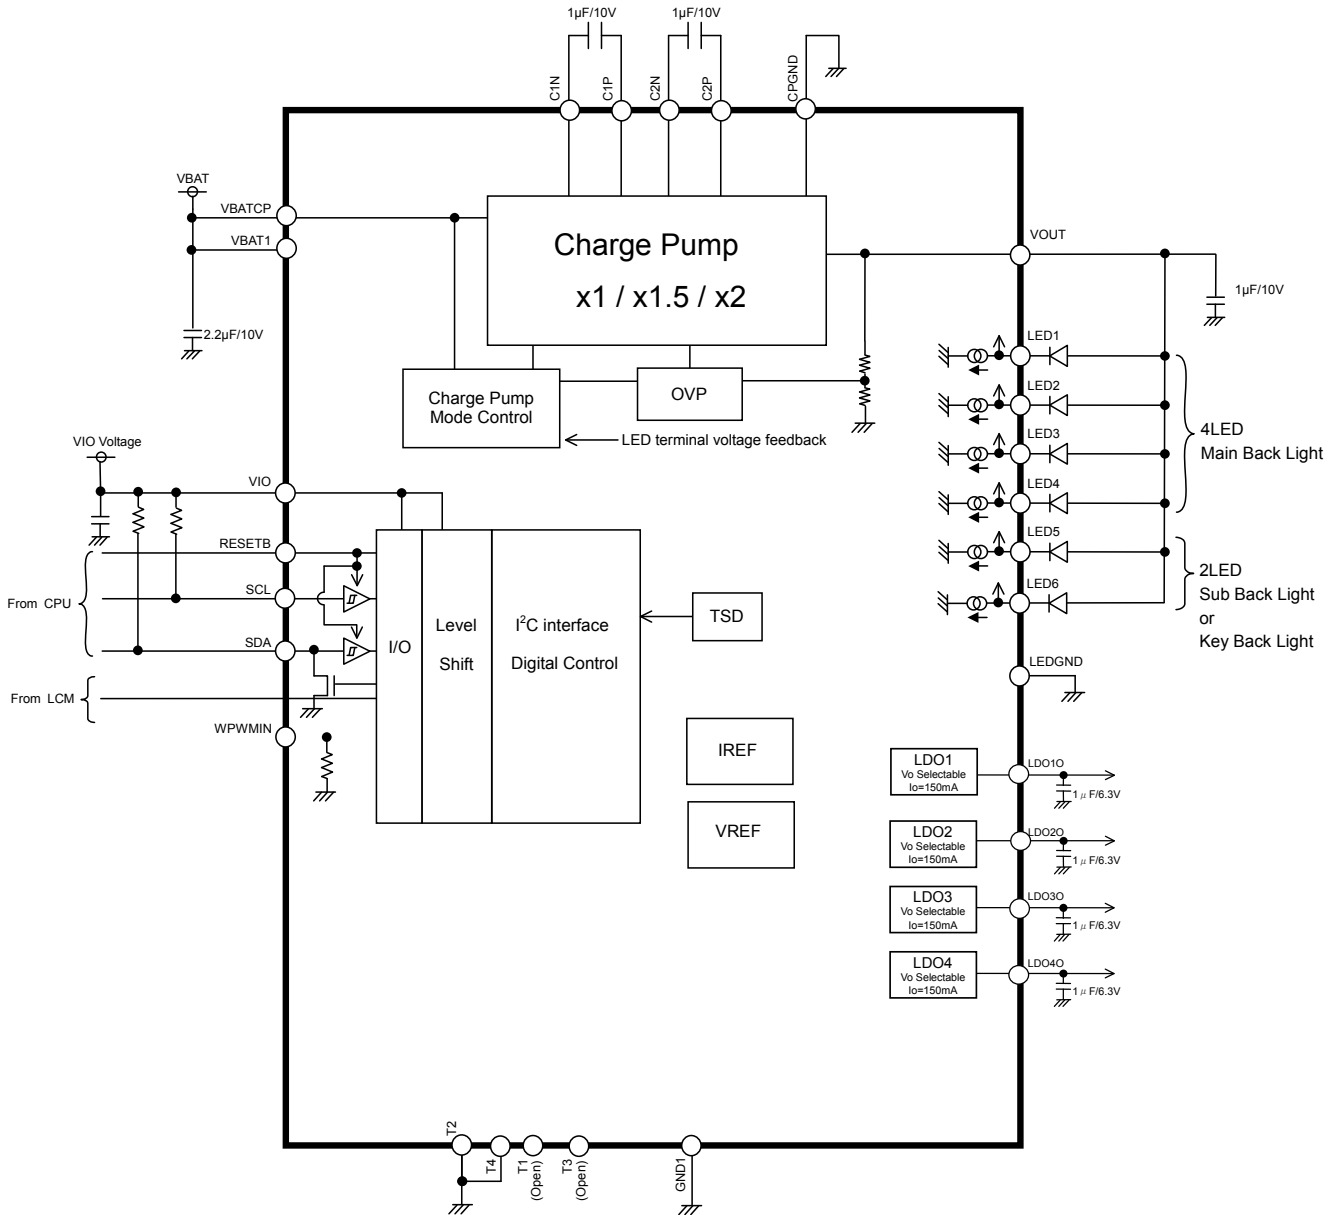 1µF/10V
1µF/10V
C1N
C1P
C2N
C2P
CPGND
VBAT
VBATCP
VBAT1
2.2µF/10V
Charge Pump
x1 / x1.5 / x2
VOUT
1µF/10V
Charge Pump
Mode Control
OVP
LED terminal voltage feedback
LED1
LED2
LED3
LED4
LED5
LED6
4LED
Main Back Light
2LED
Sub Back Light
or
Key Back Light
LEDGND
VIO Voltage
VIO
RESETB
SCL
SDA
From CPU
From LCM
WPWMIN
I/O
Level
Shift
I²C interface
Digital Control
TSD
IREF
VREF
LDO1
Vo Selectable
Io=150mA
LDO1O
1μF/6.3V
LDO2
Vo Selectable
Io=150mA
LDO2O
1μF/6.3V
LDO3
Vo Selectable
Io=150mA
LDO3O
1μF/6.3V
LDO4
Vo Selectable
Io=150mA
LDO4O
1μF/6.3V
T2
T4
T1
(Open)
T3
(Open)
GND1